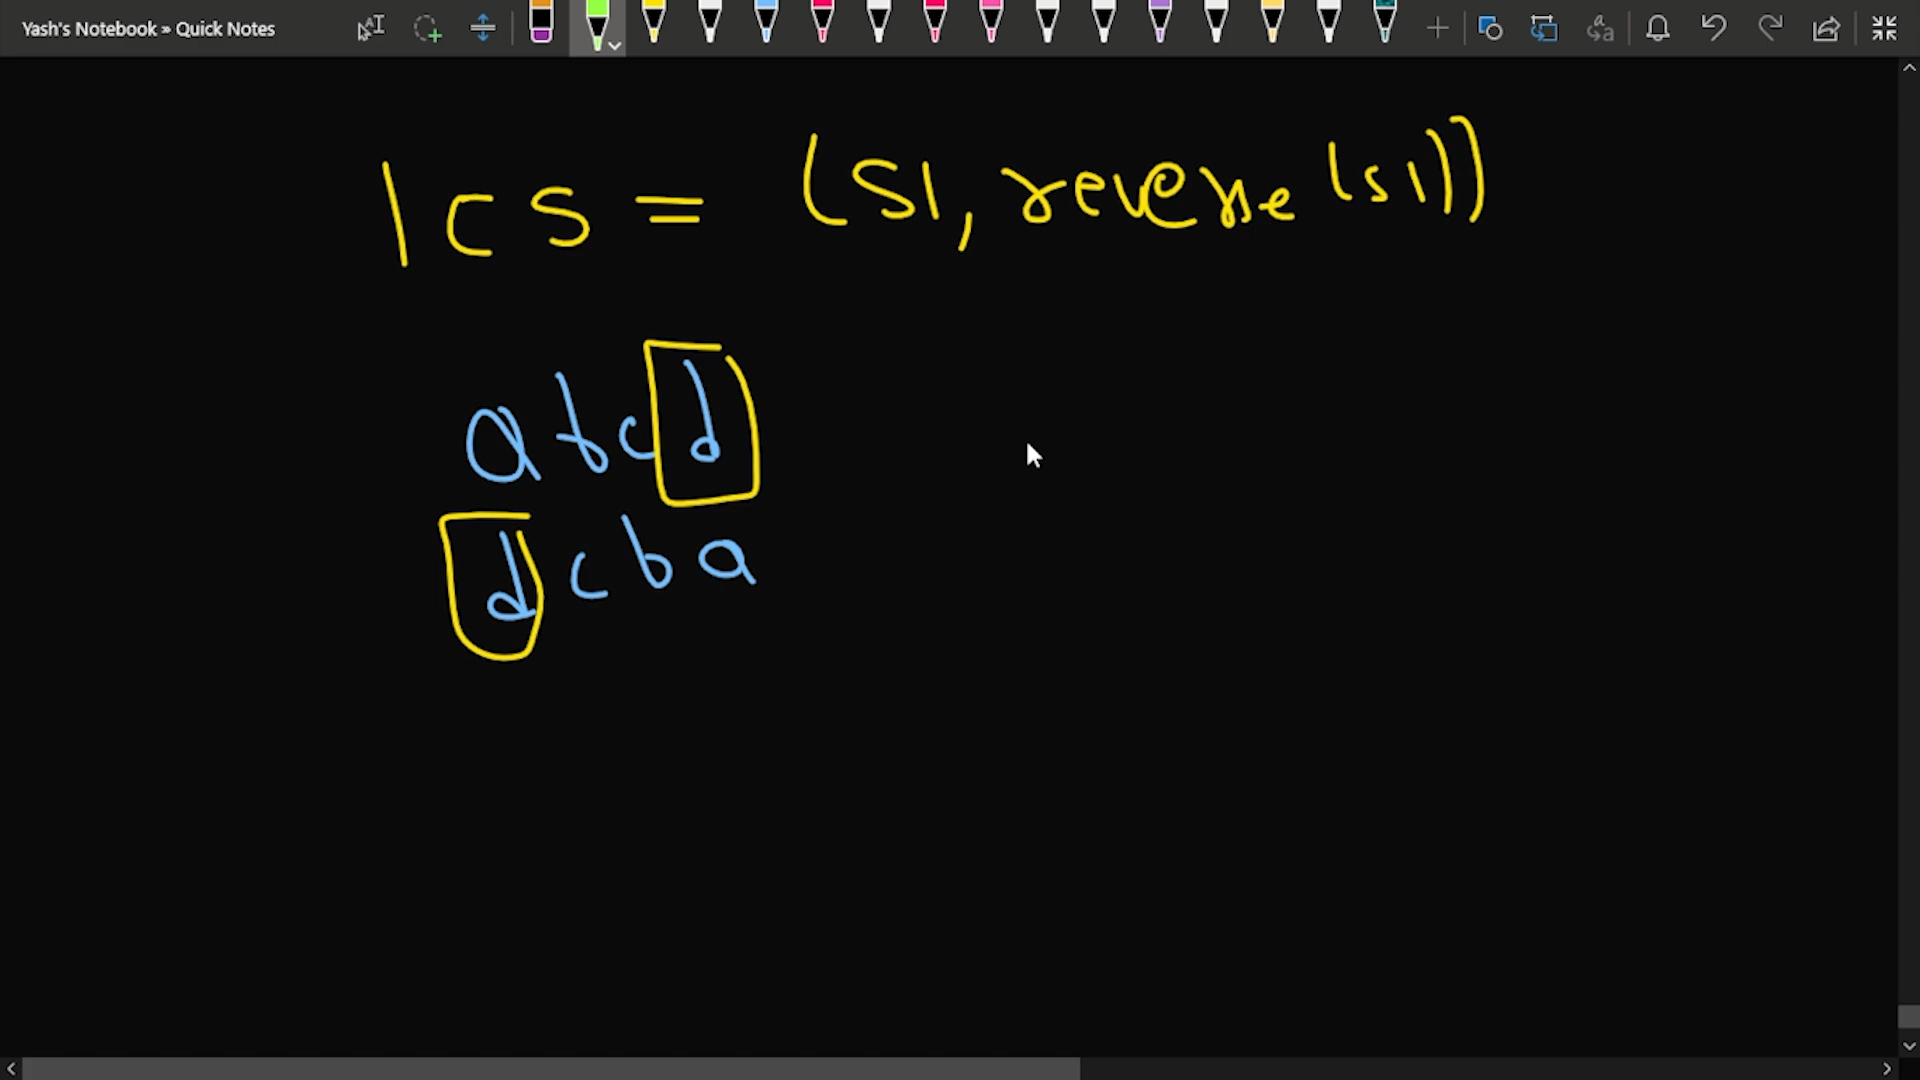 Yash's Notebook » Quick Notes
lcs = (s1, reverse(s1))
abcd
dcba